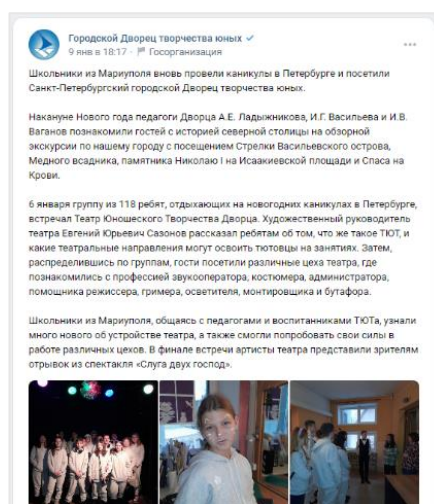 Городской Дворец творчества юных
9 янв в 18:17 · Госорганизация
Школьники из Мариуполя вновь провели каникулы в Петербурге и посетили
Санкт-Петербургский городской Дворец творчества юных.
Накануне Нового года педагоги Дворца А.Е. Ладыжникова, И.Г. Васильева и И.В.
Ваганов познакомили гостей с историей северной столицы на обзорной
экскурсии по нашему городу с посещением Стрелки Васильевского острова,
Медного всадника, памятника Николаю I на Исаакиевской площади и Спаса на
Крови.
6 января группу из 118 ребят, отдыхающих на новогодних каникулах в Петербурге,
встречал Театр Юношеского Творчества Дворца. Художественный руководитель
театра Евгений Юрьевич Сазонов рассказал ребятам об том, что же такое ТЮТ, и
какие театральные направления могут освоить тютовцы на занятиях. Затем,
распределившись по группам, гости посетили различные цеха театра, где
познакомились с профессией звукооператора, костюмера, администратора,
помощника режиссера, гримера, осветителя, монтировщика и бутафора.
Школьники из Мариуполя, общаясь с педагогами и воспитанниками ТЮТа, узнали
много нового об устройстве театра, а также смогли попробовать свои силы в
работе различных цехов. В финале встречи артисты театра представили зрителям
отрывок из спектакля «Слуга двух господ».